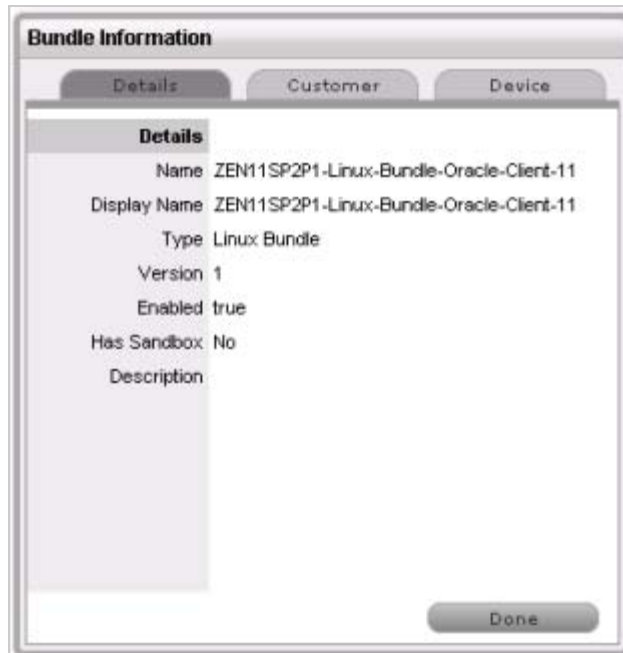 Bundle Information
Details Customer Device
Details
Name ZEN11SP2P1-Linux-Bundle-Oracle-Client-11
Display Name ZEN11SP2P1-Linux-Bundle-Oracle-Client-11
Type Linux Bundle
Version 1
Enabled true
Has Sandbox No
Description
Done